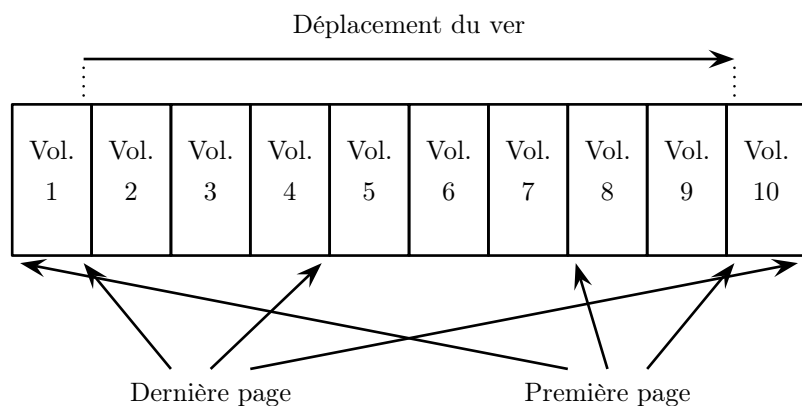 Déplacement du ver
Vol. Vol. Vol. Vol. Vol. Vol. Vol. Vol. Vol. Vol.
1 2 3 4 5 6 7 8 9 10
Dernière page Première page